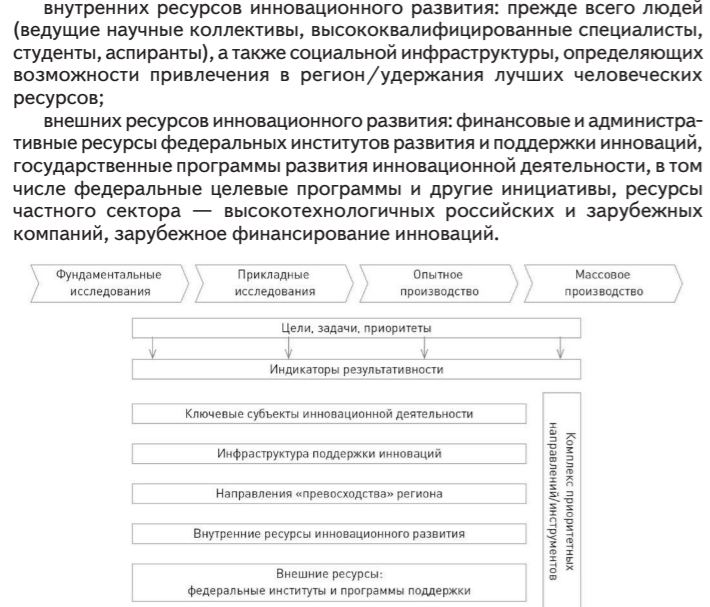 внутренних ресурсов инновационного развития: прежде всего людей
(ведущие научные коллективы, высококвалифицированные специалисты,
студенты, аспиранты), а также социальной инфраструктуры, определяющих
возможности привлечения в регион/удержания лучших человеческих
ресурсов;
внешних ресурсов инновационного развития: финансовые и администра-
тивные ресурсы федеральных институтов развития и поддержки инноваций,
государственные программы развития инновационной деятельности, в том
числе федеральные целевые программы и другие инициативы, ресурсы
частного сектора — высокотехнологичных российских и зарубежных
компаний, зарубежное финансирование инноваций.
Фундаментальные
исследования
Прикладные
исследования
Опытное
производство
Массовое
производство
Цели, задачи, приоритеты
Индикаторы результативности
Ключевые субъекты инновационной деятельности
Инфраструктура поддержки инноваций
Направления «превосходства» региона
Внутренние ресурсы инновационного развития
Внешние ресурсы:
федеральные институты и программы поддержки
Комплекс приоритетных
направлений/инструментов